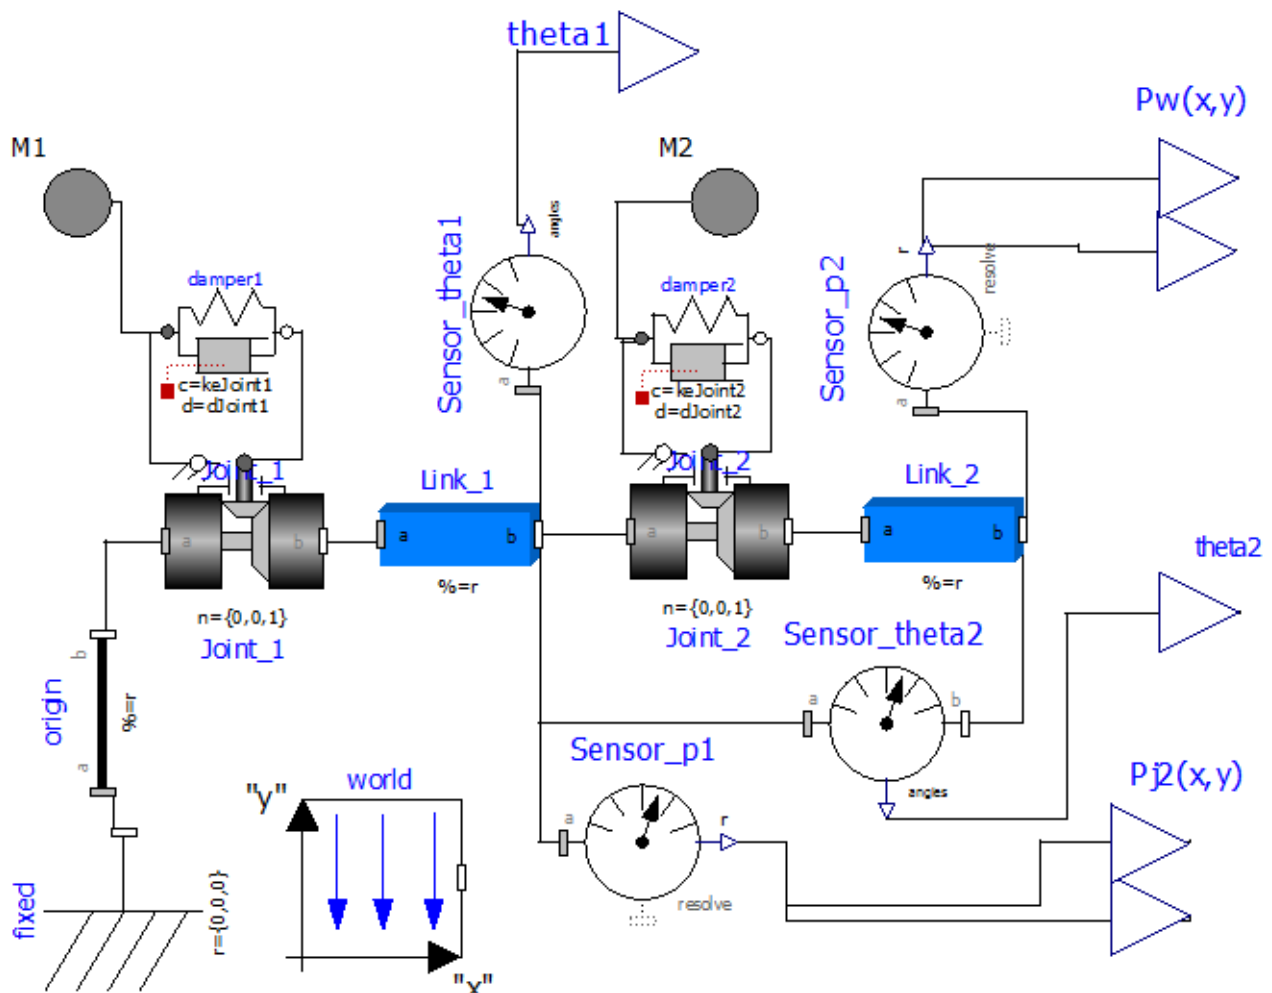 theta1
Pw(x,y)
M1
M2
Sensor_theta1
angles
damper1
damper2
Sensor_p2
r
resolve
a
a
c=keJoint1
d=dJoint1
c=keJoint2
d=dJoint2
Joint_1
Link_1
Joint_2
Link_2
a
b
a
b
a
b
a
b
%=r
%=r
theta2
n={0,0,1}
Joint_1
n={0,0,1}
Joint_2
Sensor_theta2
origin
b
a
%=r
a
b
Sensor_p1
world
"y"
"x"
angles
Pj2(x,y)
a
r
resolve
fixed
r={0,0,0}